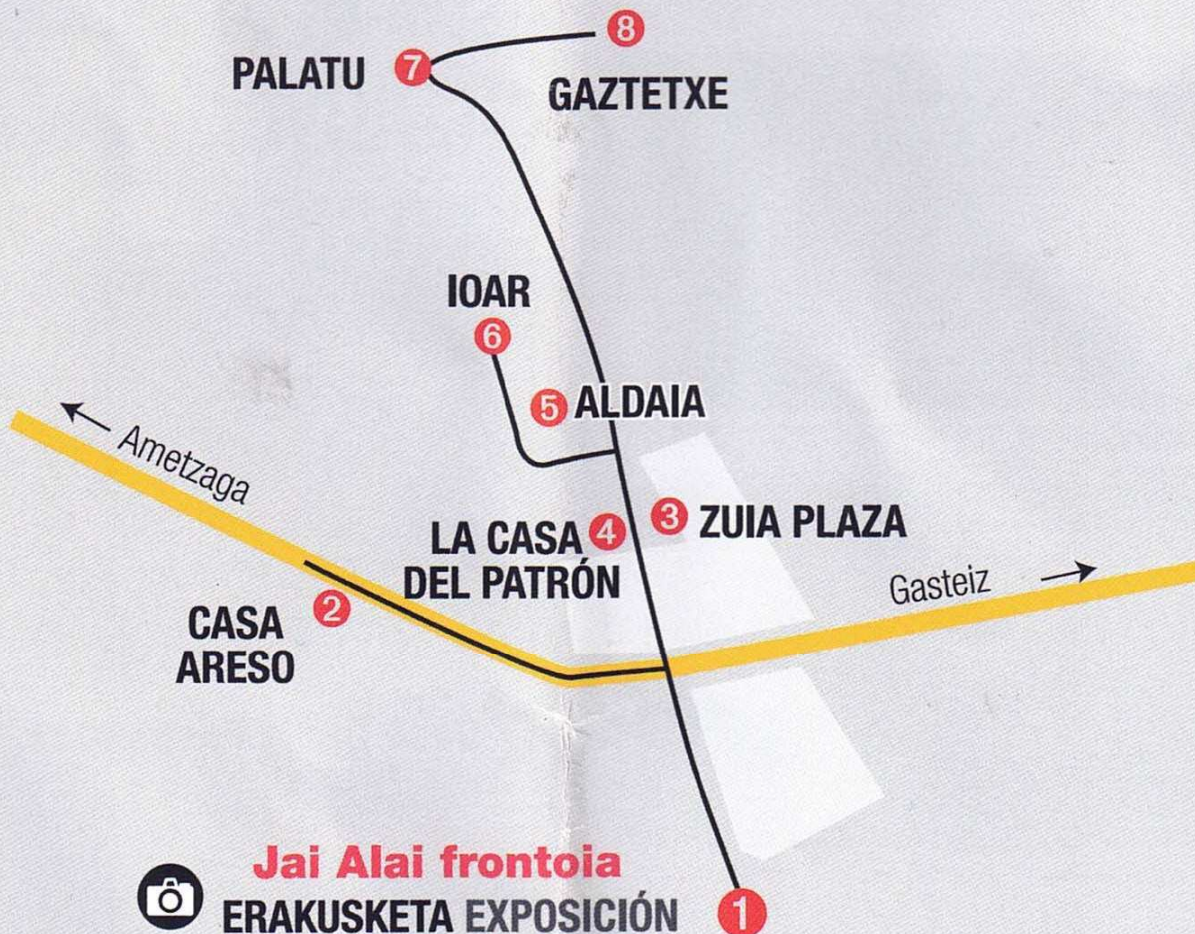 8
PALATU 7
GAZTETXE
IOAR
6
5 ALDAIA
Ametzaga
3 ZUIA PLAZA
LA CASA 4
DEL PATRÓN
Gasteiz
2
CASA
ARESO
Jai Alai frontoia
ERAKUSKETA EXPOSICIÓN 1